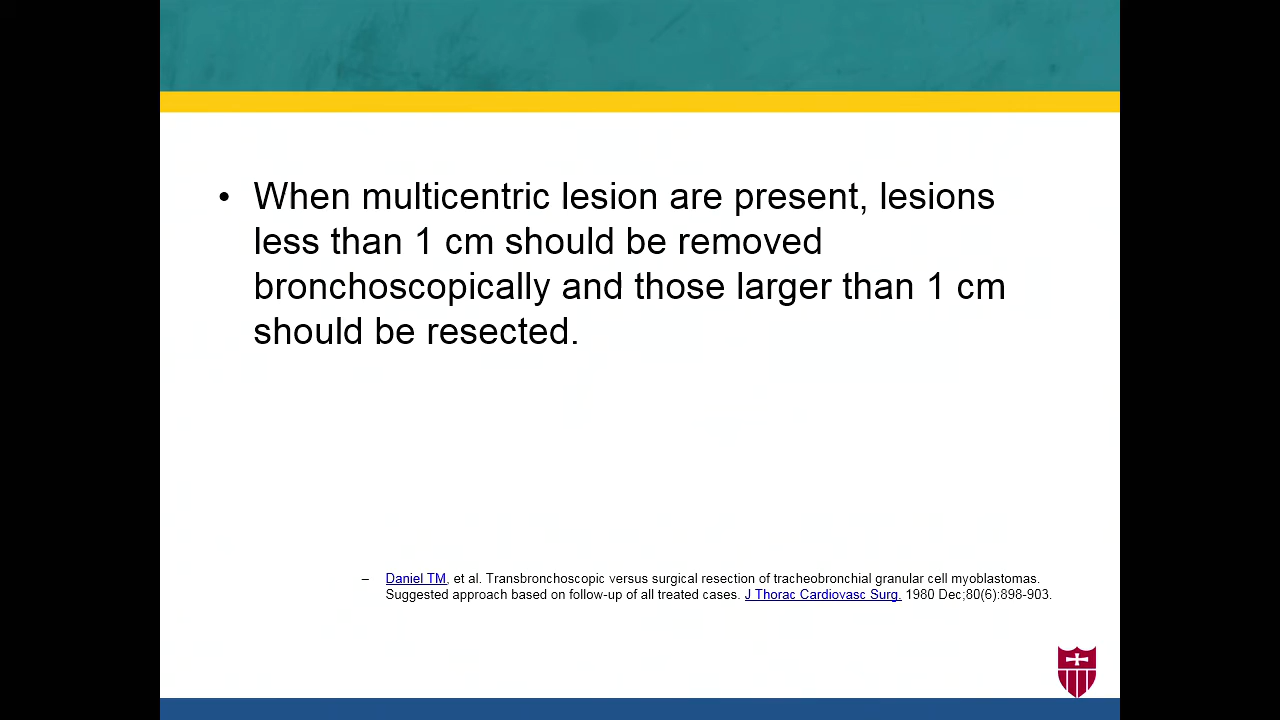 • When multicentric lesion are present, lesions
less than 1 cm should be removed
bronchoscopically and those larger than 1 cm
should be resected.
– Daniel TM, et al. Transbronchoscopic versus surgical resection of tracheobronchial granular cell myoblastomas.
Suggested approach based on follow-up of all treated cases. J Thorac Cardiovasc Surg. 1980 Dec;80(6):898-903.